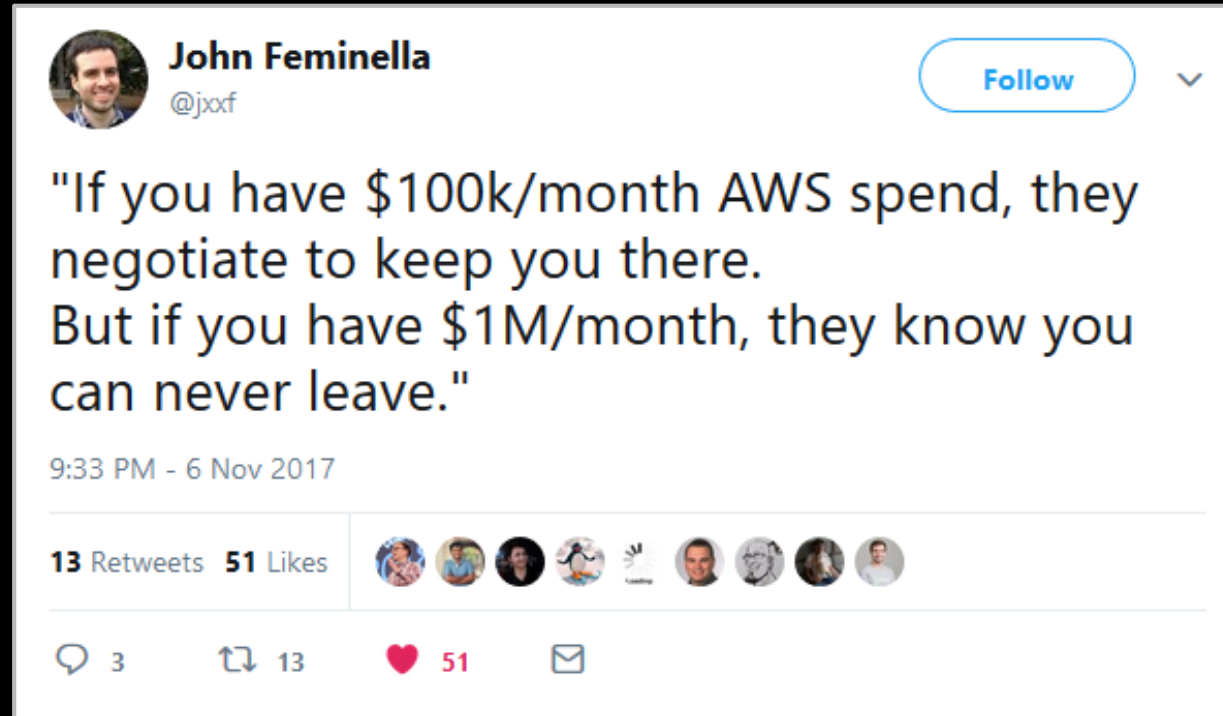 John Feminella
@jxxf
Follow
"If you have $100k/month AWS spend, they
negotiate to keep you there.
But if you have $1M/month, they know you
can never leave."
9:33 PM - 6 Nov 2017
13 Retweets 51 Likes
Loading
3 13 51